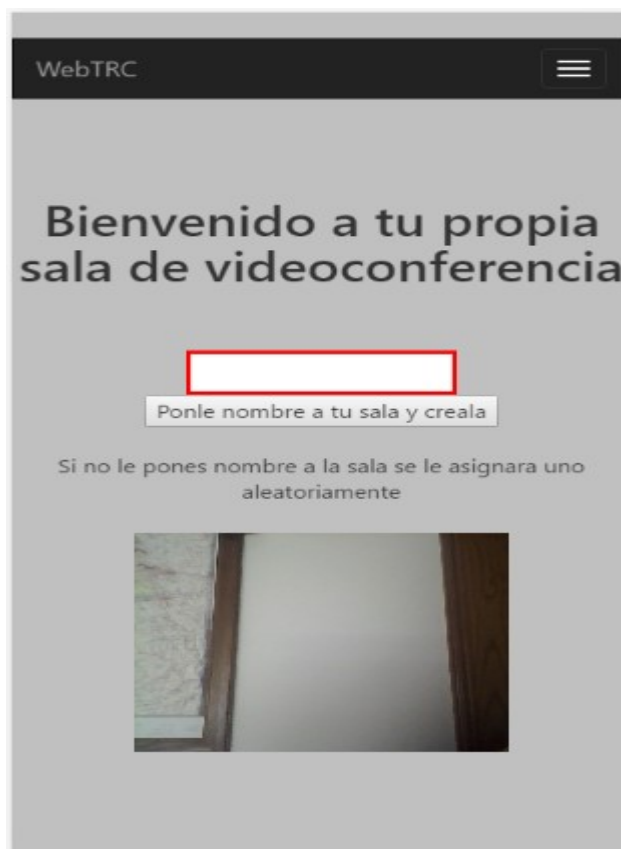 WebTRC
Bienvenido a tu propia
sala de videoconferencia
Ponle nombre a tu sala y creala
Si no le pones nombre a la sala se le asignara uno
aleatoriamente